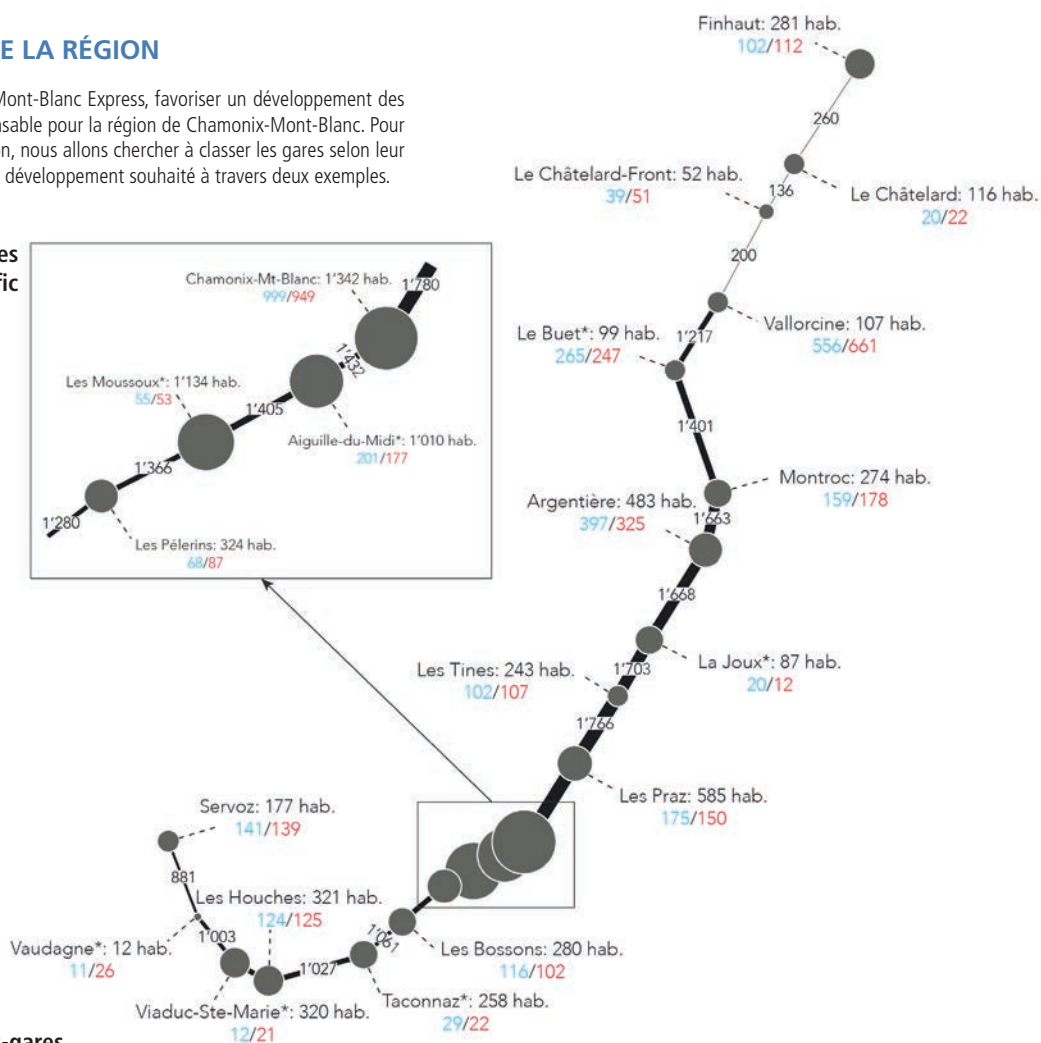 E LA RÉGION
Mont-Blanc Express, favoriser un développement des
nsable pour la région de Chamonix-Mont-Blanc. Pour
on, nous allons chercher à classer les gares selon leur
développement souhaité à travers deux exemples.
es
fic
Finhaut: 281 hab.
102/112
260
Le Châtelard: 116 hab.
20/22
136
Le Châtelard-Front: 52 hab.
39/51
200
Vallorcine: 107 hab.
556/661
1'217
Le Buet*: 99 hab.
265/247
1'401
Montroc: 274 hab.
159/178
1'663
Argentière: 483 hab.
397/325
1'668
La Joux*: 87 hab.
20/12
1'703
Les Tines: 243 hab.
102/107
1'766
Les Praz: 585 hab.
175/150
1'780
Chamonix-Mt-Blanc: 1'342 hab.
999/949
1'432
Aiguille-du-Midi*: 1'010 hab.
201/177
1'405
Les Moussoux*: 1'134 hab.
55/53
1'366
Les Pélerins: 324 hab.
68/87
1'280
Les Bossons: 280 hab.
116/102
1'061
Taconnaz*: 258 hab.
29/22
1'027
Les Houches: 321 hab.
124/125
Viaduc-Ste-Marie*: 320 hab.
12/21
1'003
Vaudagne*: 12 hab.
11/26
881
Servoz: 177 hab.
141/139
-gares